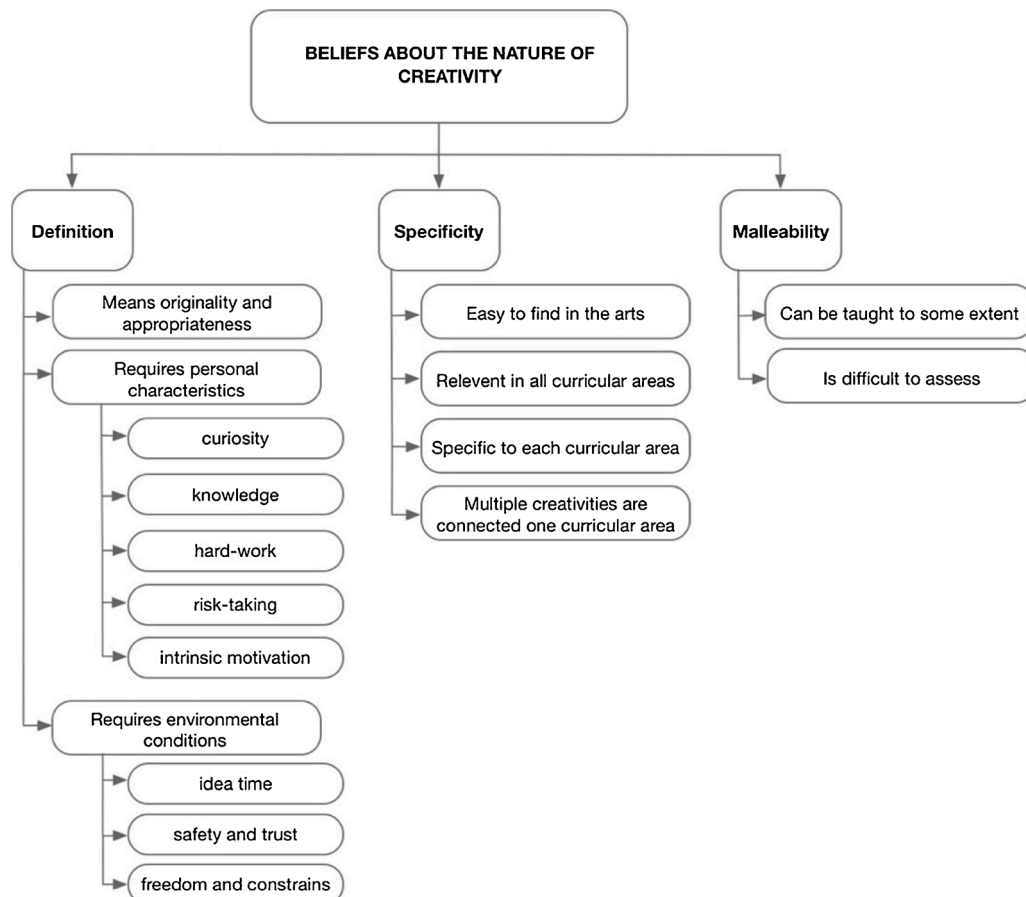 BELIEFS ABOUT THE NATURE OF
CREATIVITY
Definition
Means originality and
appropriateness
Requires personal
characteristics
curiosity
knowledge
hard-work
risk-taking
intrinsic motivation
Requires environmental
conditions
idea time
safety and trust
freedom and constrains
Specificity
Easy to find in the arts
Relevent in all curricular areas
Specific to each curricular area
Multiple creativities are
connected one curricular area
Malleability
Can be taught to some extent
Is difficult to assess